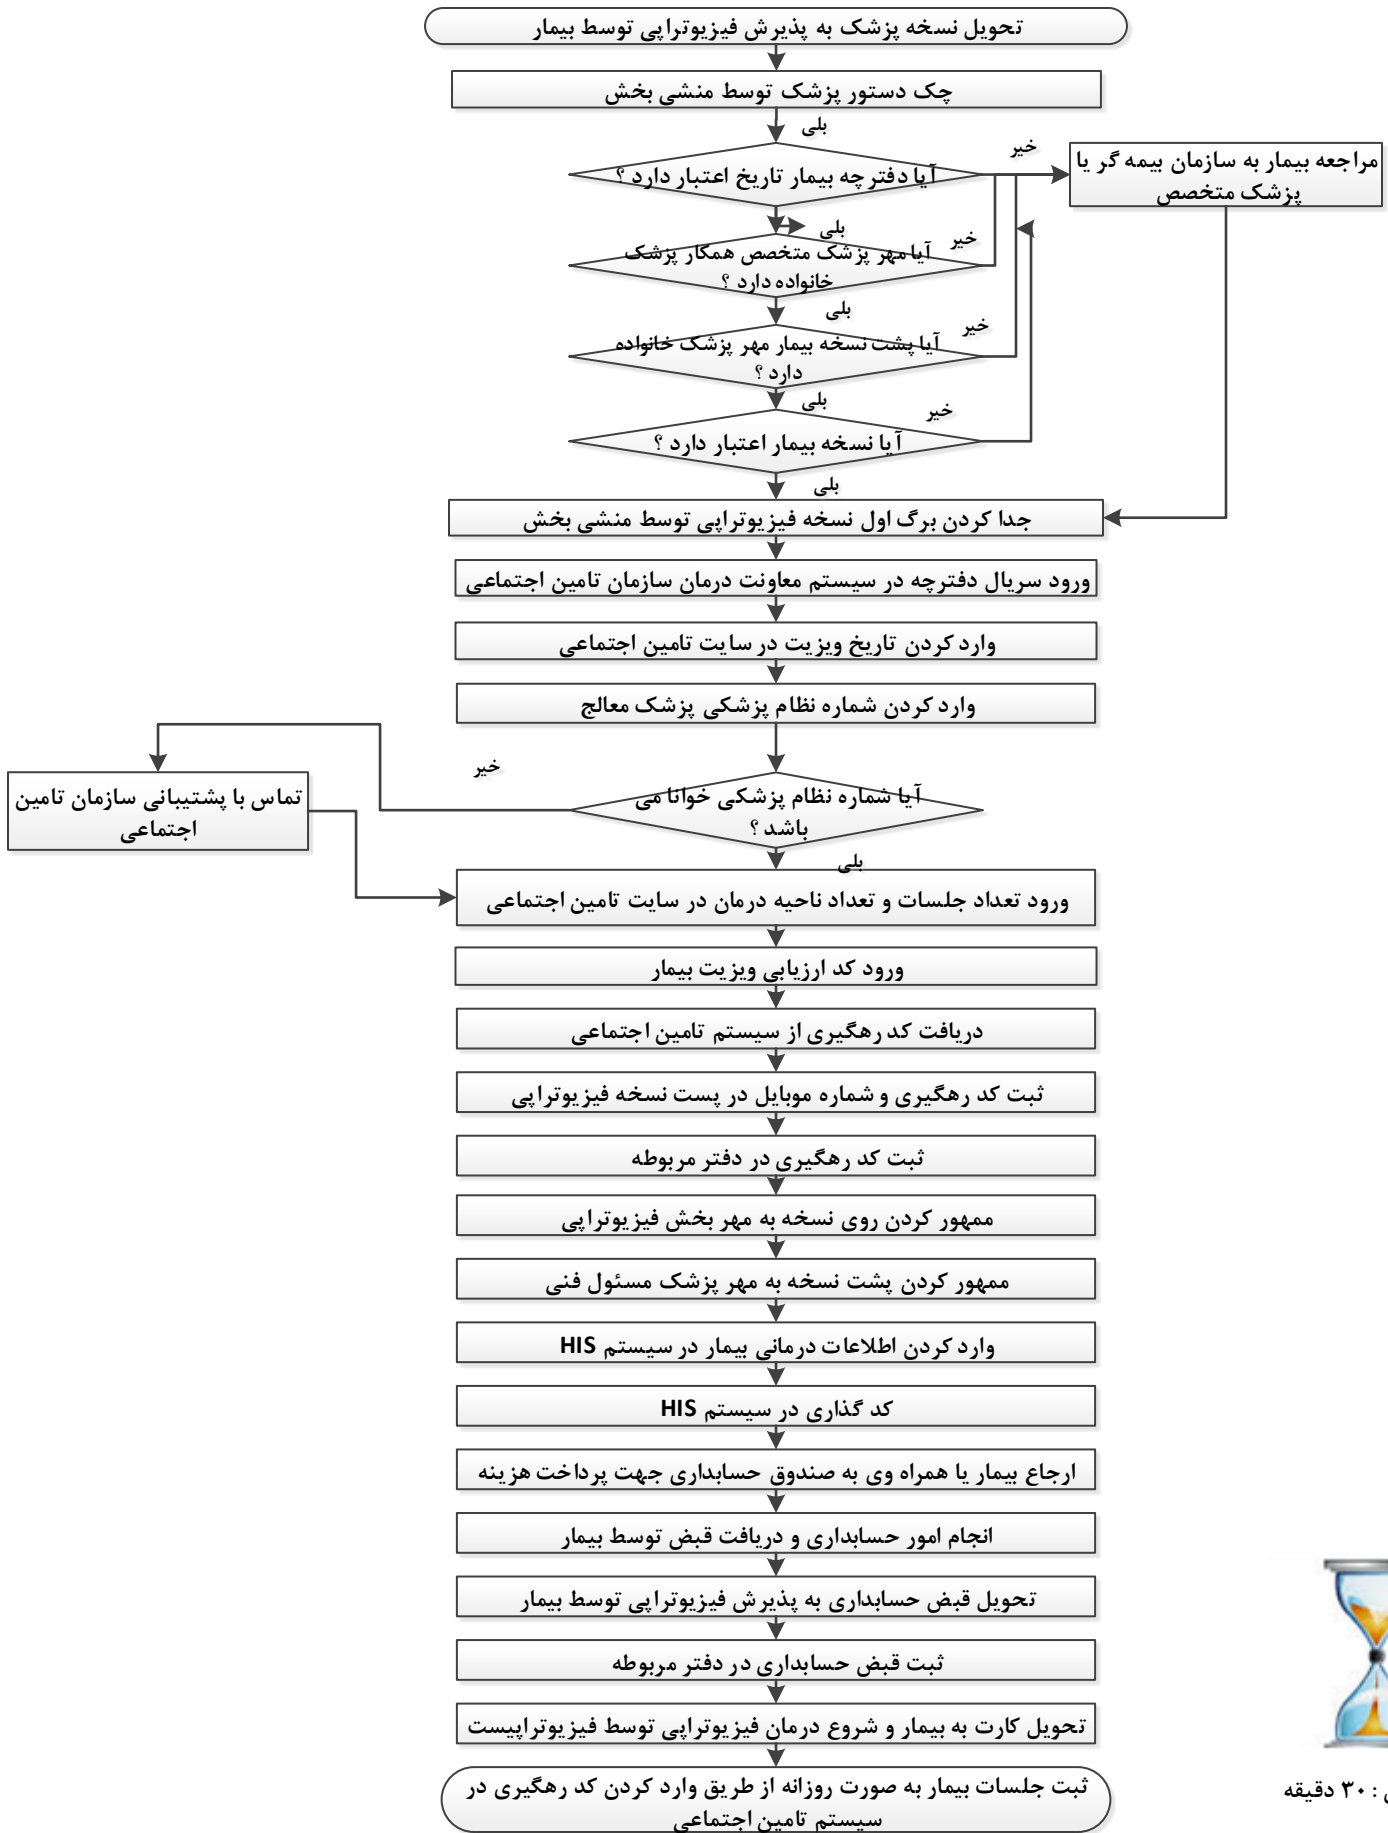 تحویل نسخه پزشک به پذیرش فیزیوتراپی توسط بیمار
چک دستور پزشک توسط منشی بخش
بلی
خیر
آیا دفترچه بیمار تاریخ اعتبار دارد ؟
مراجعه بیمار به سازمان بیمه گر یا
پزشک متخصص
بلی
خیر
آیا مهر پزشک متخصص همکار پزشک
خانواده دارد ؟
بلی
خیر
آیا پشت نسخه بیمار مهر پزشک خانواده
دارد ؟
بلی
خیر
آیا نسخه بیمار اعتبار دارد ؟
بلی
جدا کردن برگ اول نسخه فیزیوتراپی توسط منشی بخش
ورود سریال دفترچه در سیستم معاونت درمان سازمان تامین اجتماعی
وارد کردن تاریخ ویزیت در سایت تامین اجتماعی
وارد کردن شماره نظام پزشکی پزشک معالج
خیر
آیا شماره نظام پزشکی خوانا می
باشد ؟
تماس با پشتیبانی سازمان تامین
اجتماعی
بلی
ورود تعداد جلسات و تعداد ناحیه درمان در سایت تامین اجتماعی
ورود کد ارزیابی ویزیت بیمار
دریافت کد رهگیری از سیستم تامین اجتماعی
ثبت کد رهگیری و شماره موبایل در پست نسخه فیزیوتراپی
ثبت کد رهگیری در دفتر مربوطه
ممهور کردن روی نسخه به مهر بخش فیزیوتراپی
ممهور کردن پشت نسخه به مهر پزشک مسئول فنی
وارد کردن اطلاعات درمانی بیمار در سیستم HIS
کد گذاری در سیستم HIS
ارجاع بیمار یا همراه وی به صندوق حسابداری جهت پرداخت هزینه
انجام امور حسابداری و دریافت قبض توسط بیمار
تحویل قبض حسابداری به پذیرش فیزیوتراپی توسط بیمار
ثبت قبض حسابداری در دفتر مربوطه
تحویل کارت به بیمار و شروع درمان فیزیوتراپی توسط فیزیوتراپیست
ثبت جلسات بیمار به صورت روزانه از طریق وارد کردن کد رهگیری در
سیستم تامین اجتماعی
: ۳۰ دقیقه